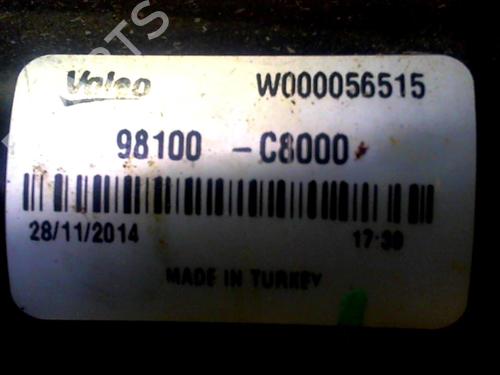 Valeo
W000056515
98100 -C8000
28/11/2014
17:30
MADE IN TURKEY